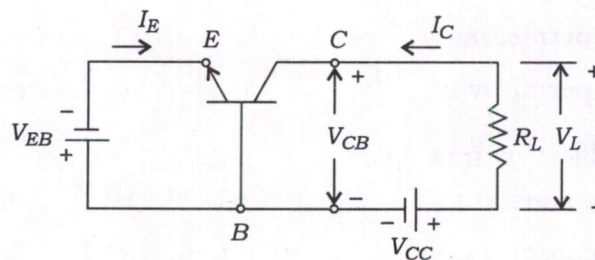 I_E E C I_C
+ +
− V_EB + V_CB R_L V_L
− − +
B V_CC −